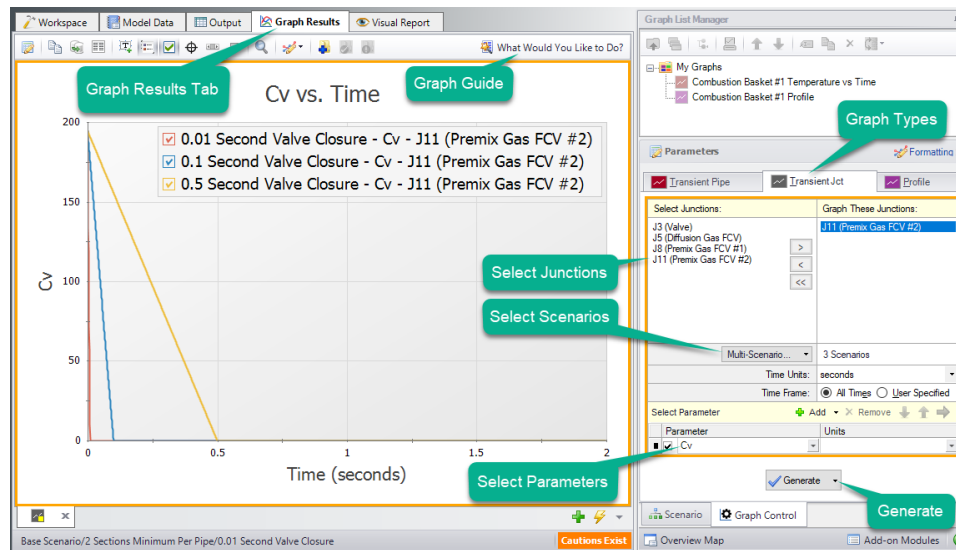 Workspace
Model Data
Output
Graph Results
Visual Report
What Would You Like to Do?
Graph Results Tab
Graph Guide
Cv vs. Time
0.01 Second Valve Closure - Cv - J11 (Premix Gas FCV #2)
0.1 Second Valve Closure - Cv - J11 (Premix Gas FCV #2)
0.5 Second Valve Closure - Cv - J11 (Premix Gas FCV #2)
200
150
100
50
0
Cv
0
0.5
1
1.5
2
Time (seconds)
Base Scenario/2 Sections Minimum Per Pipe/0.01 Second Valve Closure
Cautions Exist
Graph List Manager
My Graphs
Combustion Basket #1 Temperature vs Time
Combustion Basket #1 Profile
Graph Types
Parameters
Formatting
Transient Pipe
Transient Jct
Profile
Select Junctions:
Graph These Junctions:
J3 (Valve)
J5 (Diffusion Gas FCV)
J8 (Premix Gas FCV #1)
J11 (Premix Gas FCV #2)
J11 (Premix Gas FCV #2)
>
<
<<
Select Junctions
Select Scenarios
Multi-Scenario...
3 Scenarios
Time Units:
seconds
Time Frame:
All Times
User Specified
Select Parameter
Add
Remove
Parameter
Units
Cv
Select Parameters
Generate
Generate
Scenario
Graph Control
Overview Map
Add-on Modules